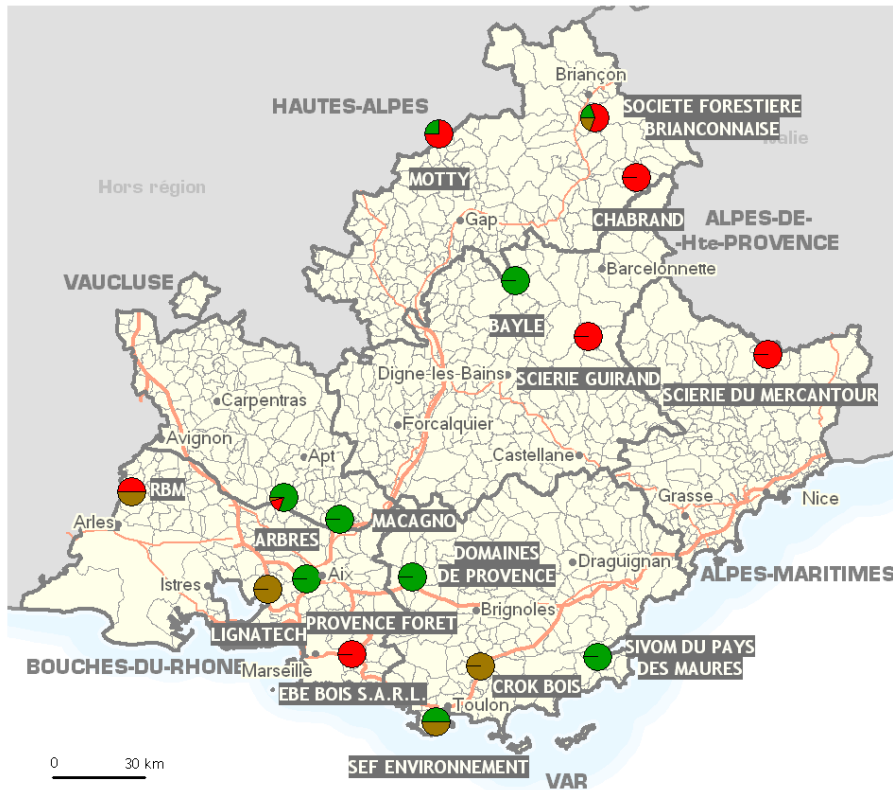 Briançon
HAUTES-ALPES
SOCIETE FORESTIERE
BRIANCONNAISE
Italie
MOTTY
Hors règion
CHABRAND
Gap
ALPES-DE-
-Hte-PROVENCE
VAUCLUSE
Barcelonnette
BAYLE
Digne-les-Bains
SCIERIE GUIRAND
SCIERIE DU MERCANTOUR
Carpentras
Forcalquier
Avignon
Apt
Castellane
RBM
Grasse
Nice
Arles
ARBRES
MACAGNO
DOMAINES
DE PROVENCE
Draguignan
Istres
Aix
ALPES-MARITIMES
Brignoles
LIGNATECH
PROVENCE FORET
BOUCHES-DU-RHONE
Marseille
SIVOM DU PAYS
DES MAURES
EBE BOIS S.A.R.L.
CROK BOIS
Toulon
SEF ENVIRONNEMENT
0 30 km
VAR